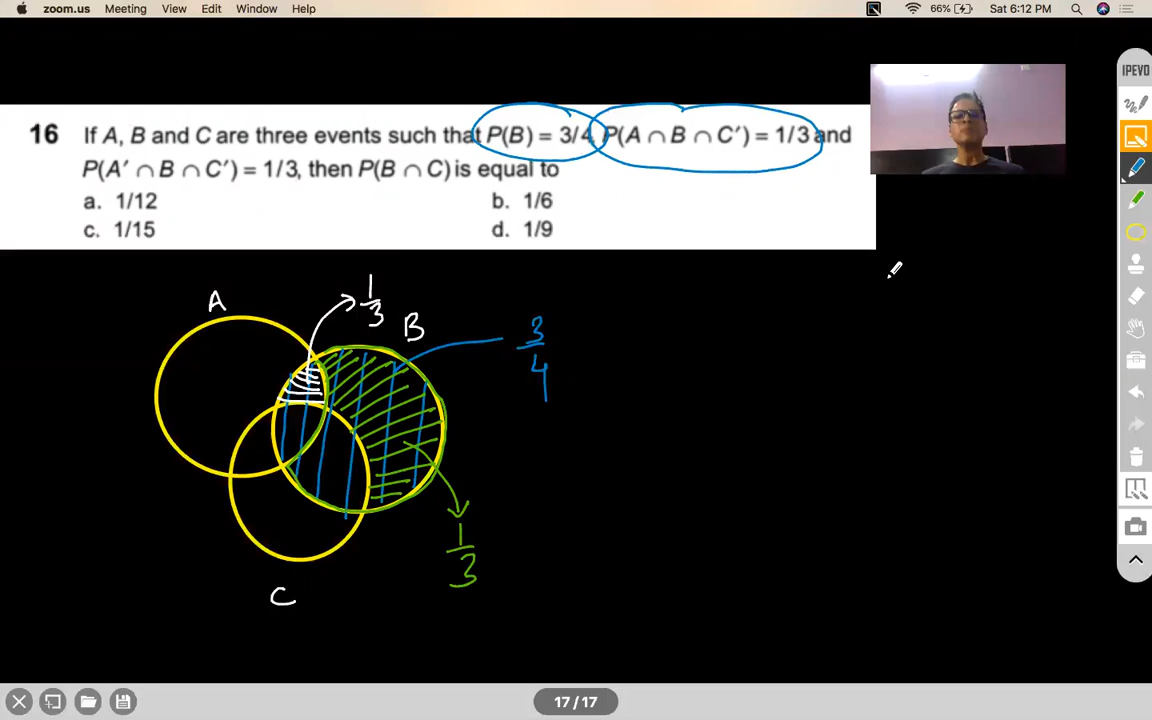 zoom.us Meeting View Edit Window Help 66% Sat 6:12 PM
IPEVO
16 If A, B and C are three events such that P(B) = 3/4, P(A ∩ B ∩ C′) = 1/3 and
P(A′ ∩ B ∩ C′) = 1/3, then P(B ∩ C) is equal to
a. 1/12 b. 1/6
c. 1/15 d. 1/9
A
1/3
B
3/4
1/3
C
17 / 17